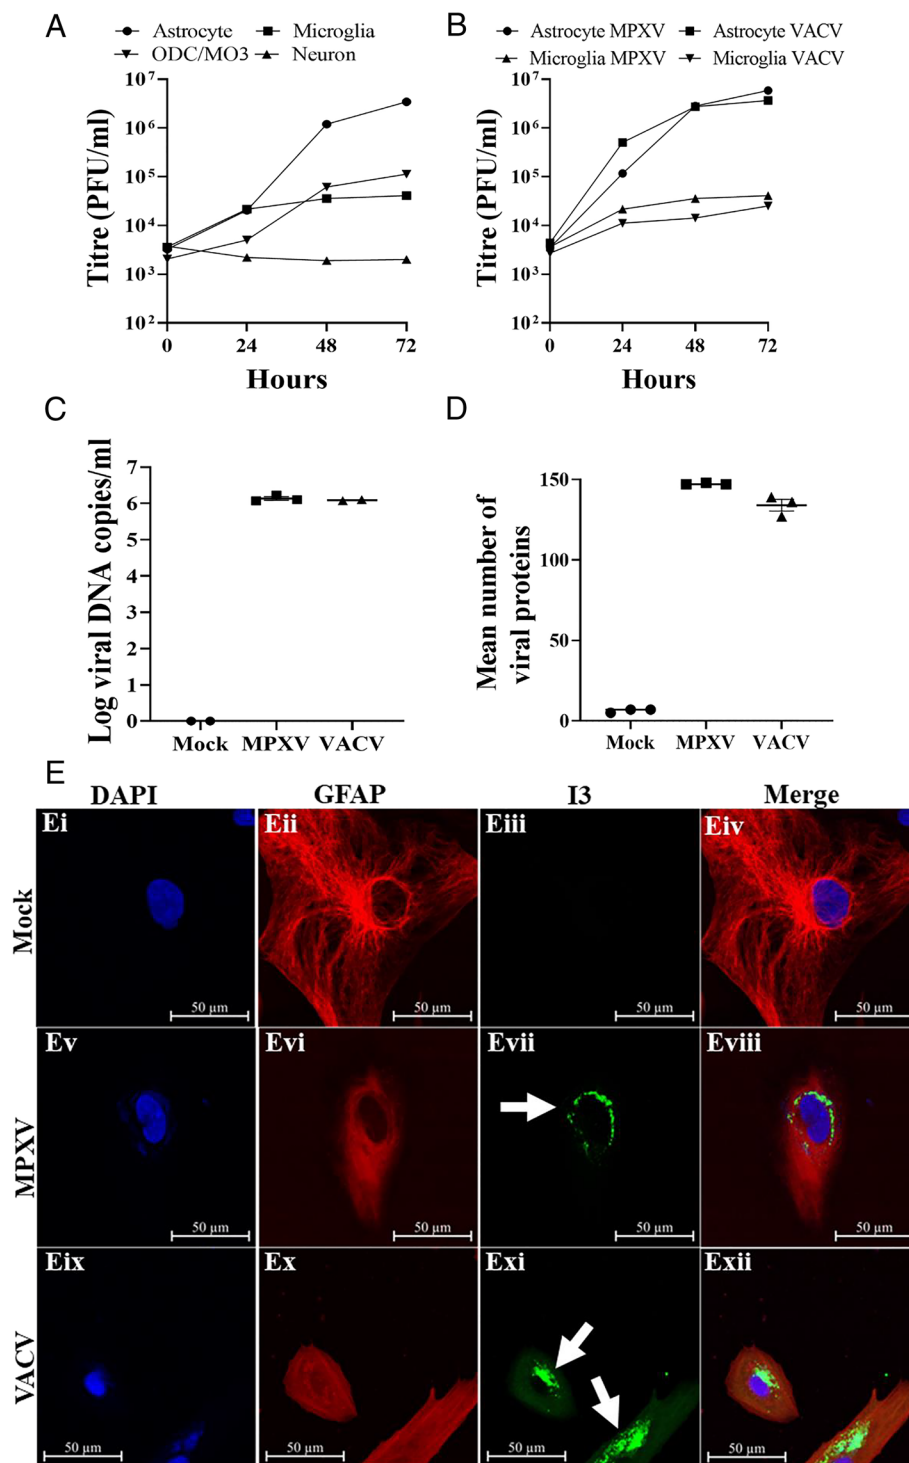 A
Astrocyte
Microglia
ODC/MO3
Neuron
Titre (PFU/ml)
10⁷
10⁶
10⁵
10⁴
10³
10²
0
24
48
72
Hours
B
Astrocyte MPXV
Astrocyte VACV
Microglia MPXV
Microglia VACV
Titre (PFU/ml)
10⁷
10⁶
10⁵
10⁴
10³
10²
0
24
48
72
Hours
C
Log viral DNA copies/ml
7
6
5
4
3
2
1
0
Mock
MPXV
VACV
D
Mean number of
viral proteins
150
100
50
0
Mock
MPXV
VACV
E
DAPI
GFAP
I3
Merge
Mock
Ei
50 µm
Eii
50 µm
Eiii
50 µm
Eiv
50 µm
MPXV
Ev
50 µm
Evi
50 µm
Evii
50 µm
Eviii
50 µm
VACV
Eix
50 µm
Ex
50 µm
Exi
50 µm
Exii
50 µm